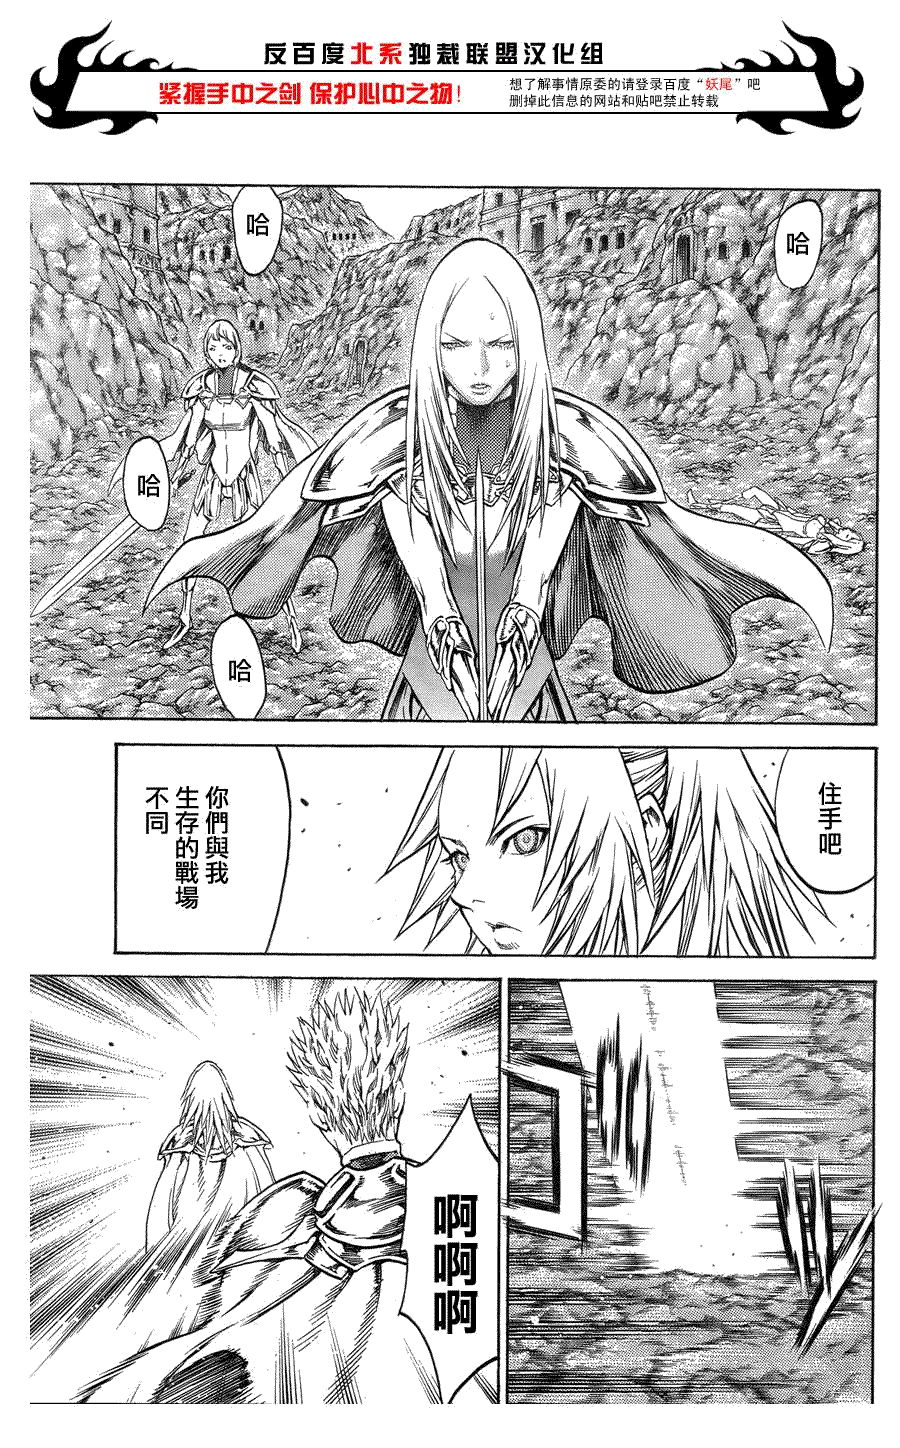 反百度北系独裁联盟汉化组
紧握手中之剑 保护心中之物!
想了解事情原委的请登录百度“妖尾”吧
删掉此信息的网站和贴吧禁止转载
哈
哈
哈
哈
住手吧
你們與我
生存的戰場
不同
啊啊啊